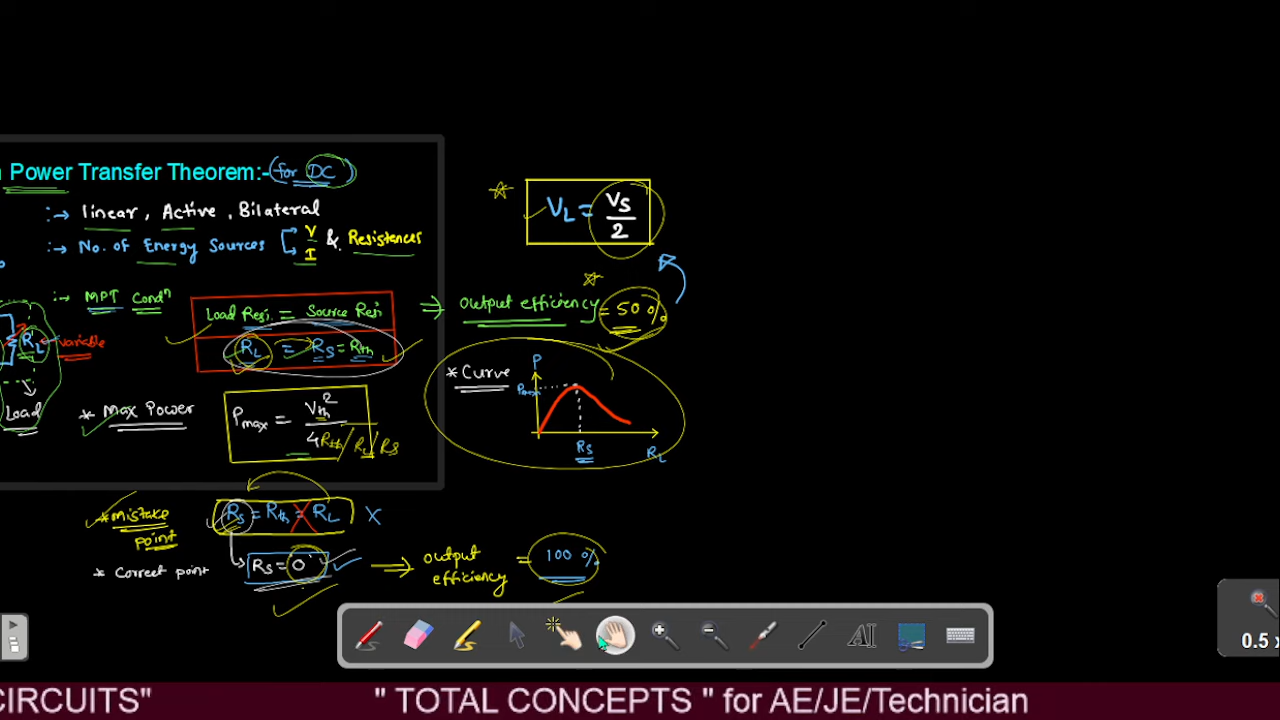 Power Transfer Theorem:- (for DC)
:→ linear, Active, Bilateral
:→ No. of Energy Sources V I & Resistences
:→ MPT Condⁿ
Load Resi. = Source Resi
RL = RS = Rth
⇒ output efficiency = 50 %
* VL = VS/2
RL variable
Load
* Max Power
Pmax = Vth²/4Rth/RL/RS
* Curve
P
Pmax
RS
RL
* mistake point
RS = Rth = RL X
* Correct point
RS = '0' ⇒ output efficiency = 100 %
AI
0.5 x
CIRCUITS" " TOTAL CONCEPTS " for AE/JE/Technician